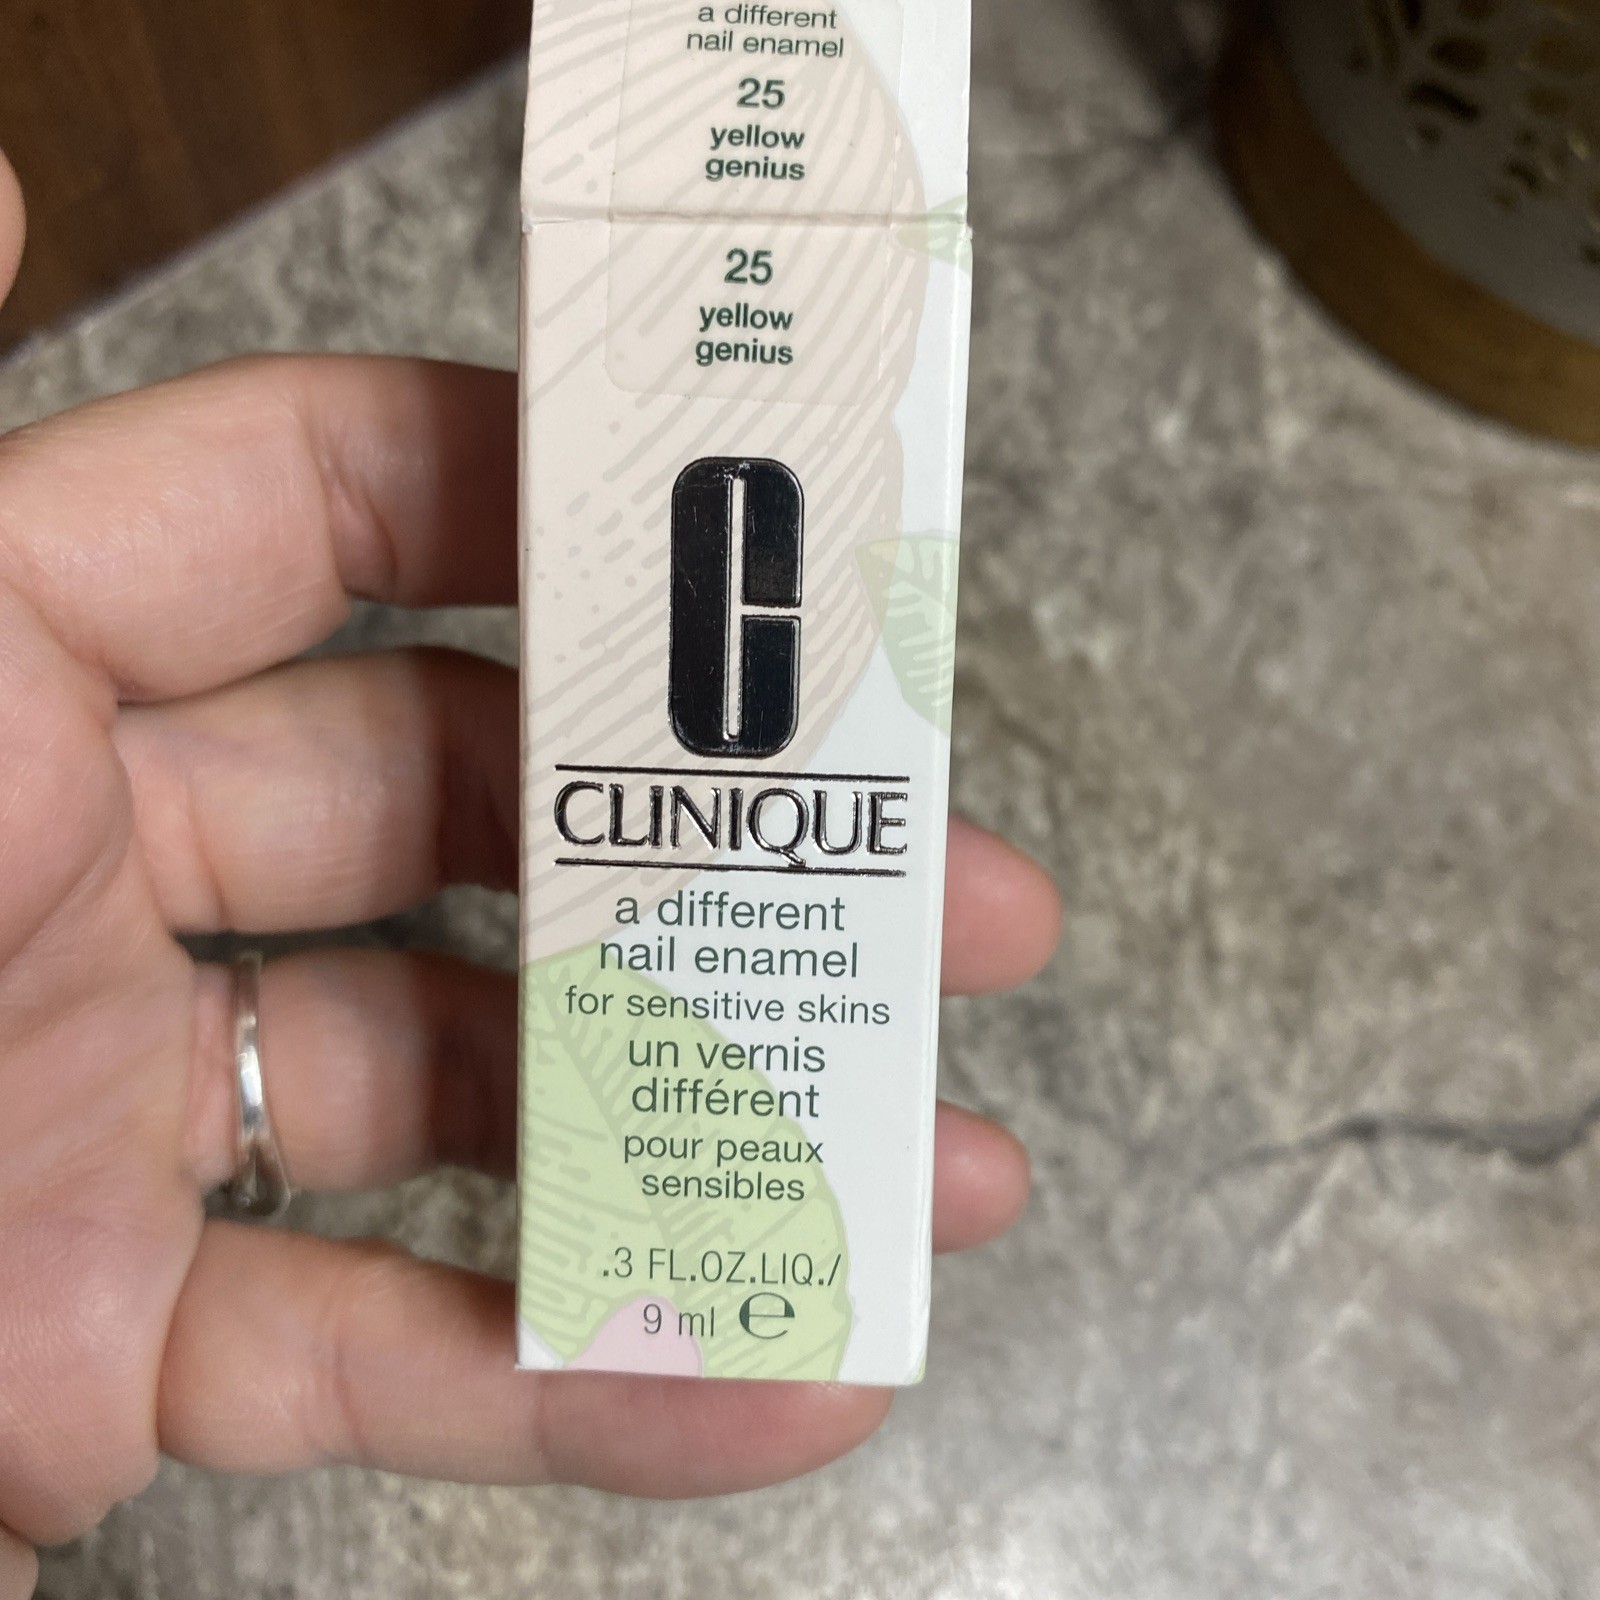 a different
nail enamel
25
yellow
genius
25
yellow
genius
C
CLINIQUE
a different
nail enamel
for sensitive skins
un vernis
différent
pour peaux
sensibles
.3 FL.OZ.LIQ./
9 ml ℮